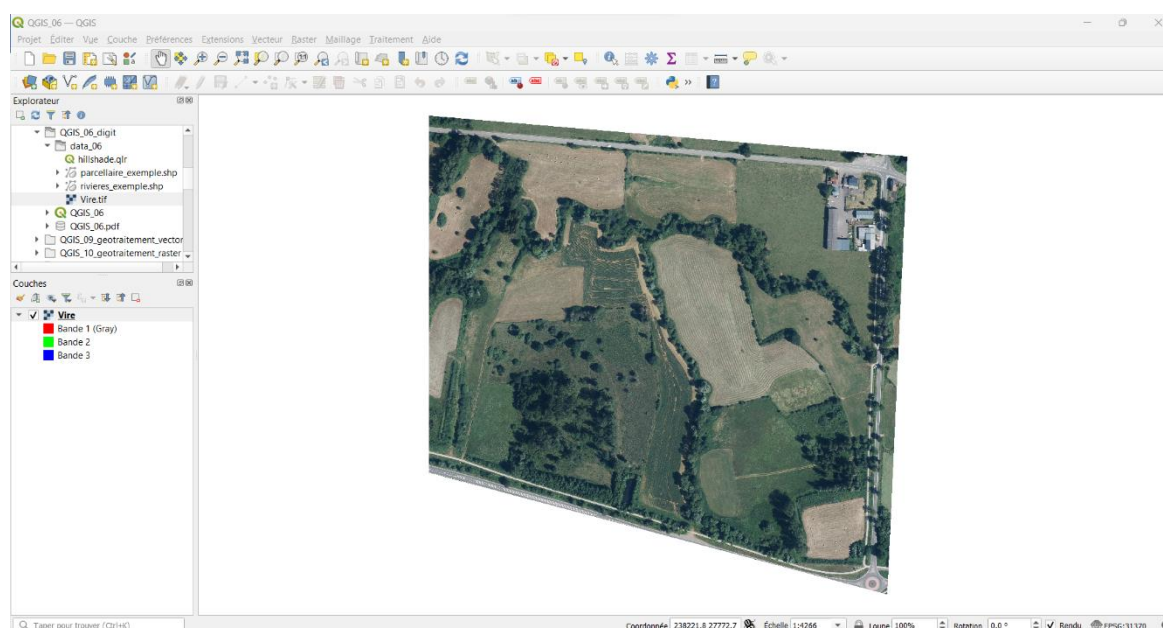 QGIS_06 — QGIS
Projet Éditer Vue Couche Préférences Extensions Vecteur Raster Maillage Traitement Aide
Explorateur
QGIS_06_digit
data_06
hillshade.qlr
parcellaire_exemple.shp
rivieres_exemple.shp
Vire.tif
QGIS_06
QGIS_06.pdf
QGIS_09_geotraitement_vector
QGIS_10_geotraitement_raster
Couches
Vire
Bande 1 (Gray)
Bande 2
Bande 3
Taper pour trouver (Ctrl+K) Coordonnée 238221.8 27772.7 Échelle 1:4266 Loupe 100% Rotation 0,0 ° Rendu EPSG:31370